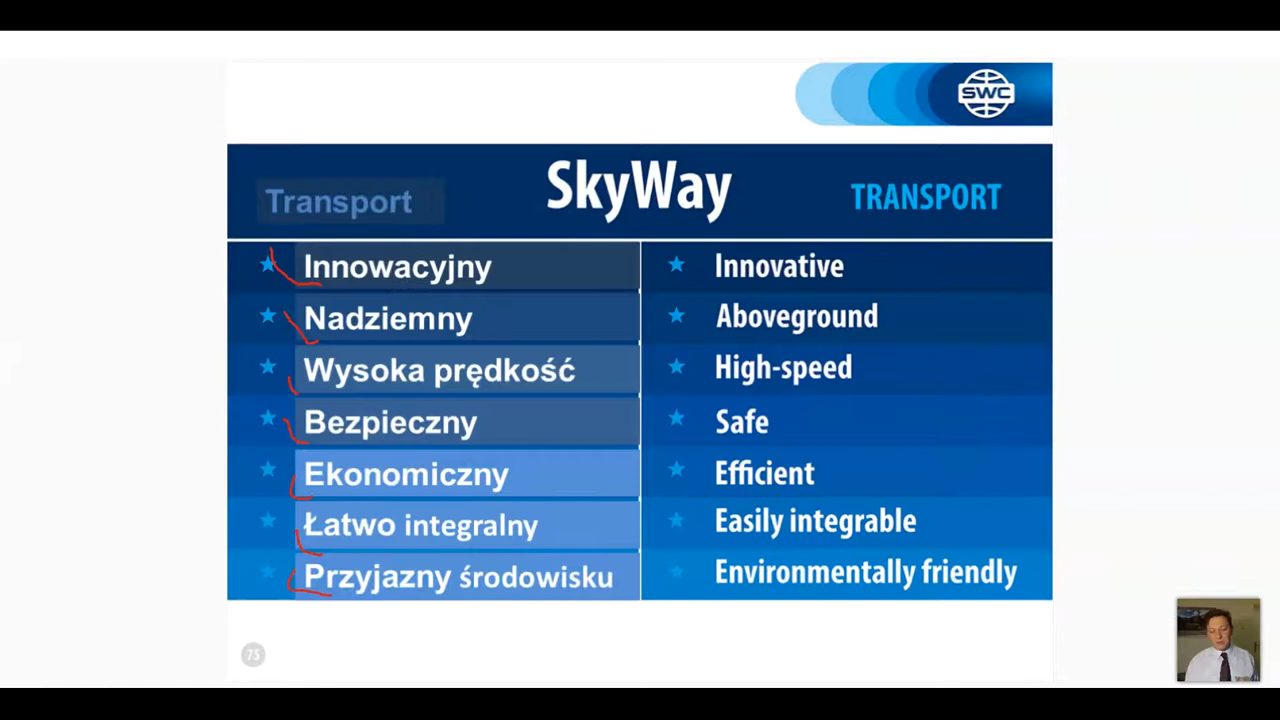 SWC
Transport SkyWay TRANSPORT
Innowacyjny Innovative
Nadziemny Aboveground
Wysoka prędkość High-speed
Bezpieczny Safe
Ekonomiczny Efficient
Łatwo integralny Easily integrable
Przyjazny środowisku Environmentally friendly
75